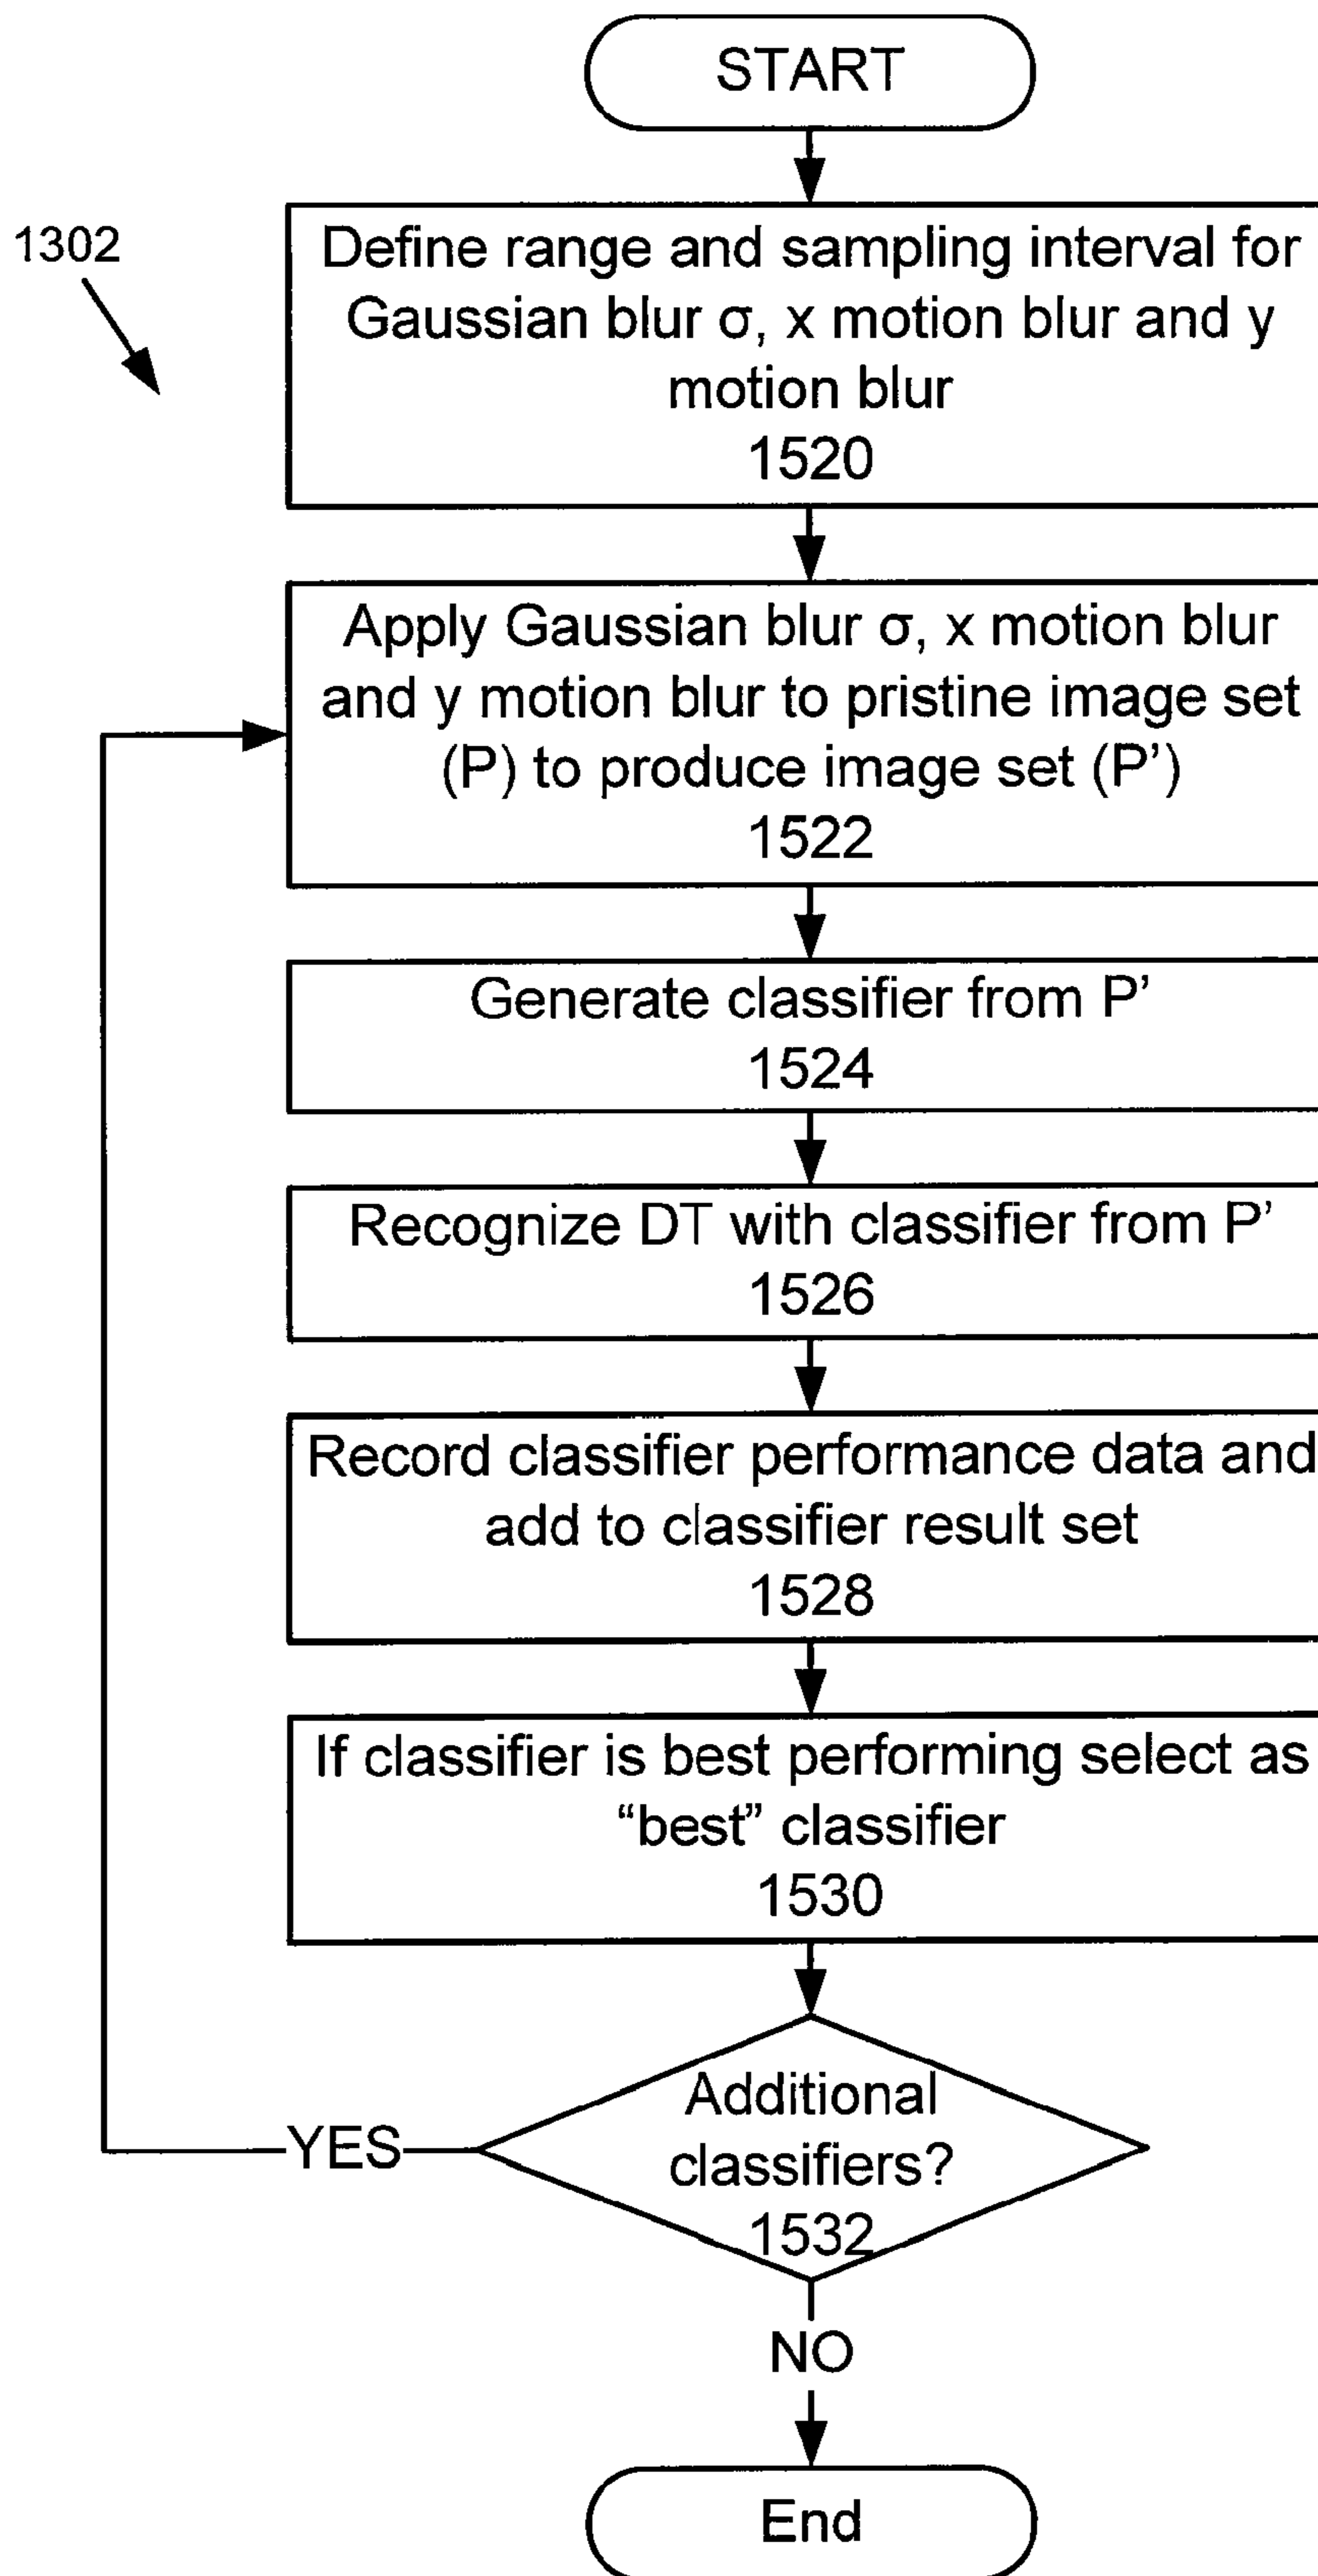 START
1302
Define range and sampling interval for
Gaussian blur σ, x motion blur and y
motion blur
1520
Apply Gaussian blur σ, x motion blur
and y motion blur to pristine image set
(P) to produce image set (P’)
1522
Generate classifier from P’
1524
Recognize DT with classifier from P’
1526
Record classifier performance data and
add to classifier result set
1528
If classifier is best performing select as
“best” classifier
1530
Additional
classifiers?
1532
YES
NO
End